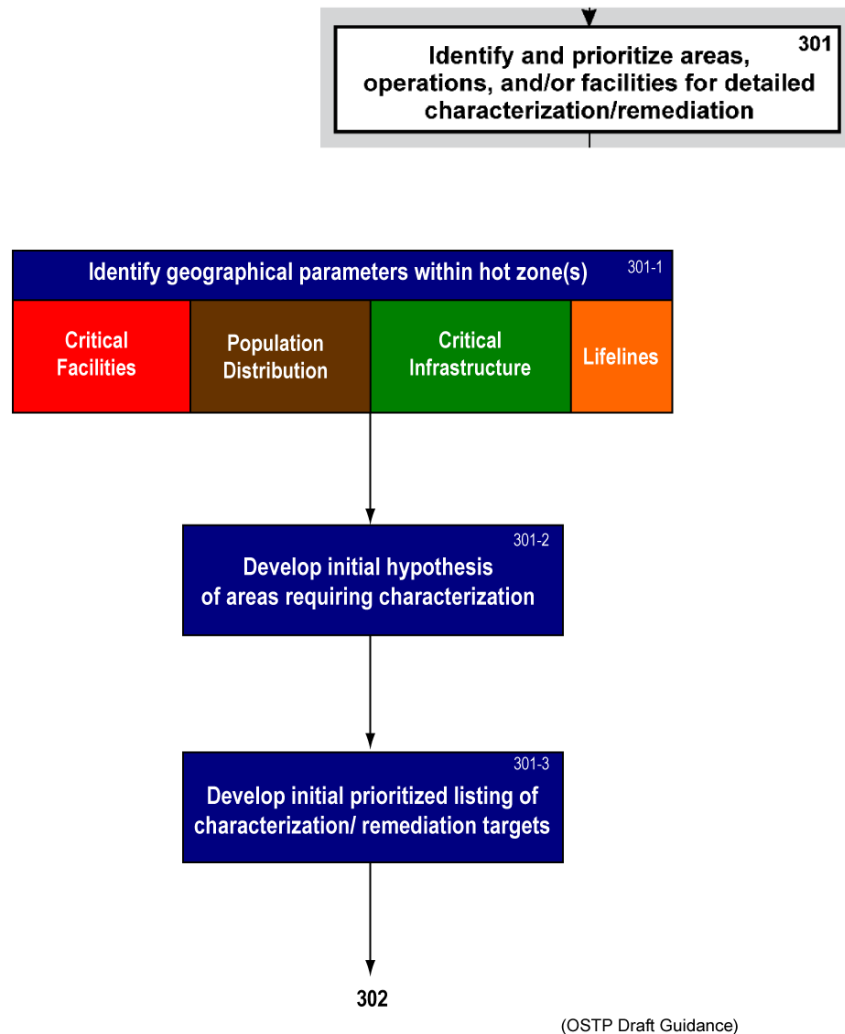 301
Identify and prioritize areas,
operations, and/or facilities for detailed
characterization/remediation
Identify geographical parameters within hot zone(s)
301-1
Critical
Facilities
Population
Distribution
Critical
Infrastructure
Lifelines
301-2
Develop initial hypothesis
of areas requiring characterization
301-3
Develop initial prioritized listing of
characterization/ remediation targets
302
(OSTP Draft Guidance)